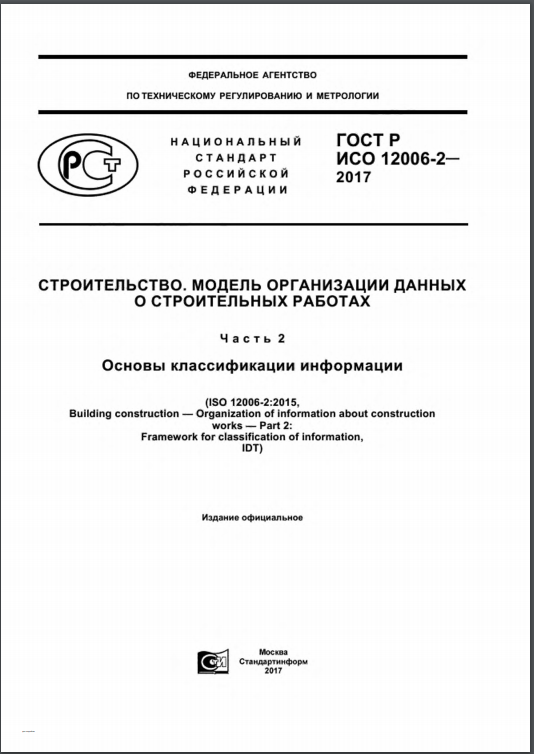 ФЕДЕРАЛЬНОЕ АГЕНТСТВО
ПО ТЕХНИЧЕСКОМУ РЕГУЛИРОВАНИЮ И МЕТРОЛОГИИ
РСТ
НАЦИОНАЛЬНЫЙ
СТАНДАРТ
РОССИЙСКОЙ
ФЕДЕРАЦИИ
ГОСТ Р
ИСО 12006-2—
2017
СТРОИТЕЛЬСТВО. МОДЕЛЬ ОРГАНИЗАЦИИ ДАННЫХ
О СТРОИТЕЛЬНЫХ РАБОТАХ
Часть 2
Основы классификации информации
(ISO 12006-2:2015,
Building construction — Organization of information about construction
works — Part 2:
Framework for classification of information,
IDT)
Издание официальное
Москва
Стандартинформ
2017